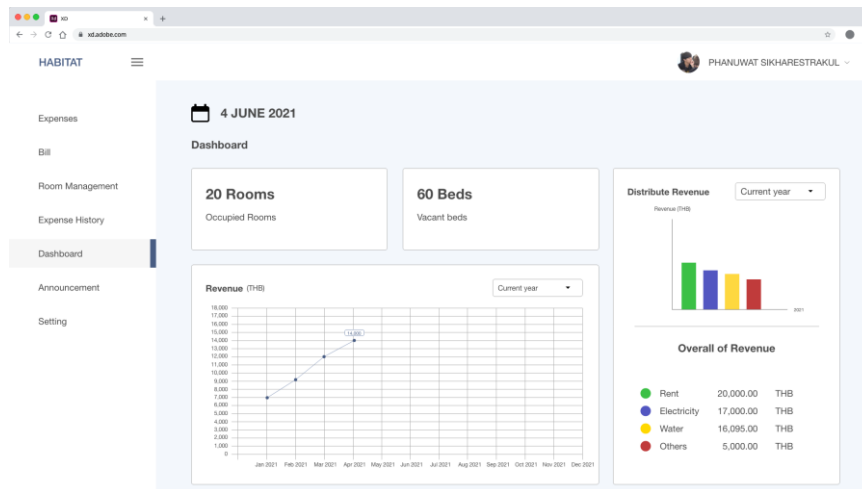 XD
xd.adobe.com
HABITAT
PHANUWAT SIKHARESTRAKUL
Expenses
Bill
Room Management
Expense History
Dashboard
Announcement
Setting
4 JUNE 2021
Dashboard
20 Rooms
Occupied Rooms
60 Beds
Vacant beds
Revenue (THB)
Current year
18,000
17,000
16,000
15,000
14,000
13,000
12,000
11,000
10,000
9,000
8,000
7,000
6,000
5,000
4,000
3,000
2,000
1,000
0
14,000
Jan 2021 Feb 2021 Mar 2021 Apr 2021 May 2021 Jun 2021 Jul 2021 Aug 2021 Sep 2021 Oct 2021 Nov 2021 Dec 2021
Distribute Revenue
Current year
Revenue (THB)
2021
Overall of Revenue
Rent 20,000.00 THB
Electricity 17,000.00 THB
Water 16,095.00 THB
Others 5,000.00 THB